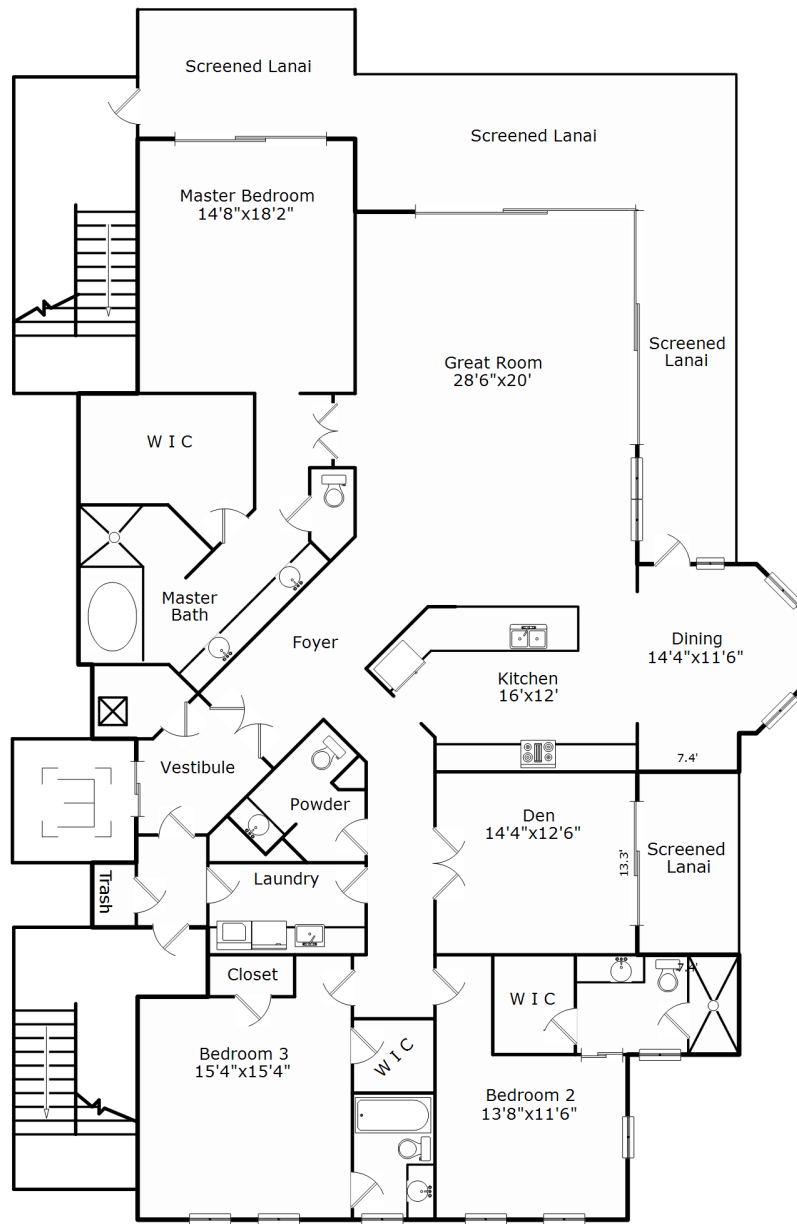 Screened Lanai
Screened Lanai
Master Bedroom
14'8"x18'2"
Great Room
28'6"x20'
Screened
Lanai
W I C
Master
Bath
Foyer
Dining
14'4"x11'6"
Kitchen
16'x12'
7.4'
Vestibule
Powder
Den
14'4"x12'6"
13.3'
Screened
Lanai
Trash
Laundry
Closet
7.4'
W I C
Bedroom 3
15'4"x15'4"
W I C
Bedroom 2
13'8"x11'6"